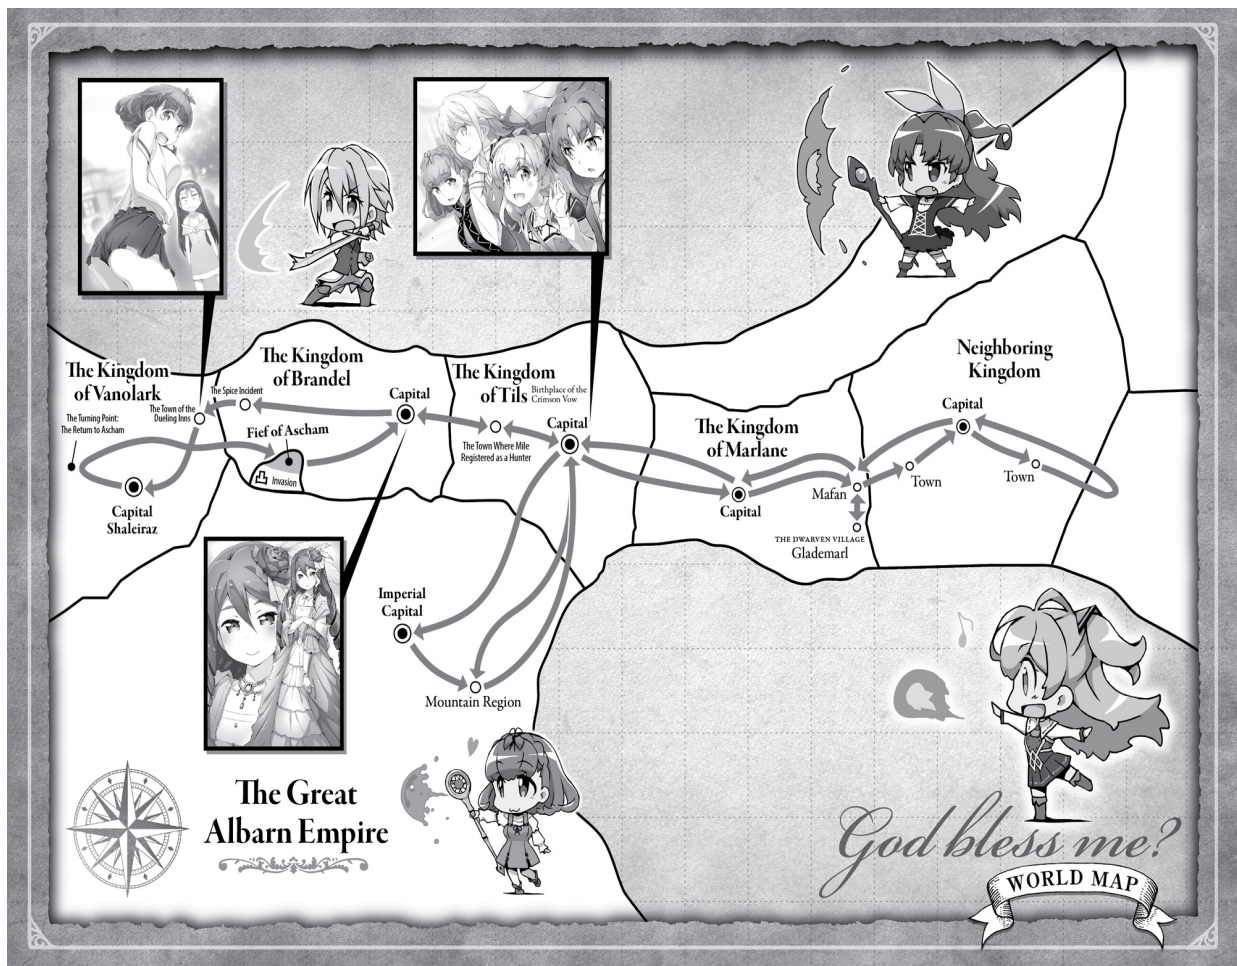 The Kingdom
of Vanolark
The Turning Point:
The Return to Ascham
The Town of the
Dueling Inns
Capital
Shaleiraz
The Kingdom
of Brandel
The Spice Incident
Fief of Ascham
Invasion
Capital
The Kingdom
of Tils
Birthplace of the
Crimson Vow
The Town Where Mile
Registered as a Hunter
Capital
The Kingdom
of Marlane
Capital
Mafan
THE DWARVEN VILLAGE
Glademarl
Neighboring
Kingdom
Capital
Town
Town
Imperial
Capital
Mountain Region
The Great
Albarn Empire
God bless me?
WORLD MAP